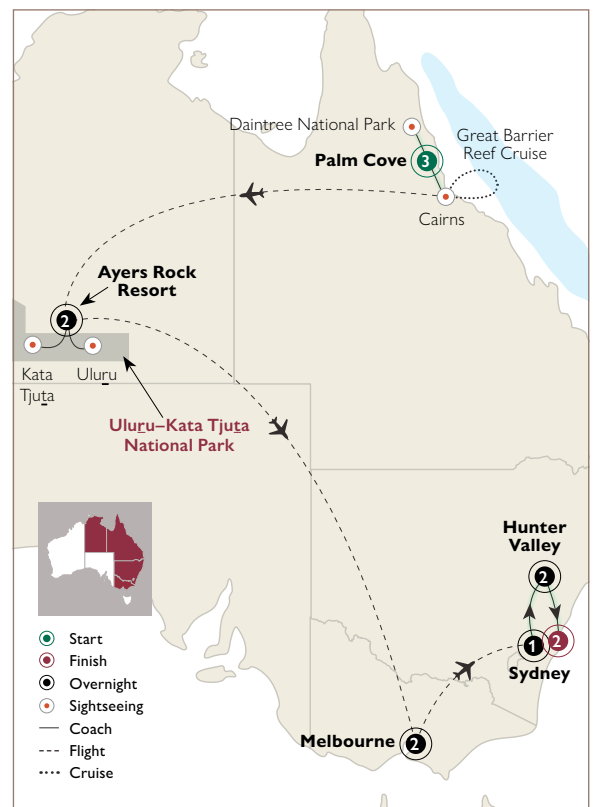 Daintree National Park
Great Barrier
Reef Cruise
Palm Cove
3
Cairns
Ayers Rock
Resort
2
Kata
Tjuṯa
Uluṟu
Uluṟu–Kata Tjuṯa
National Park
Hunter
Valley
2
1
2
Sydney
Melbourne
2
Start
Finish
Overnight
Sightseeing
Coach
Flight
Cruise